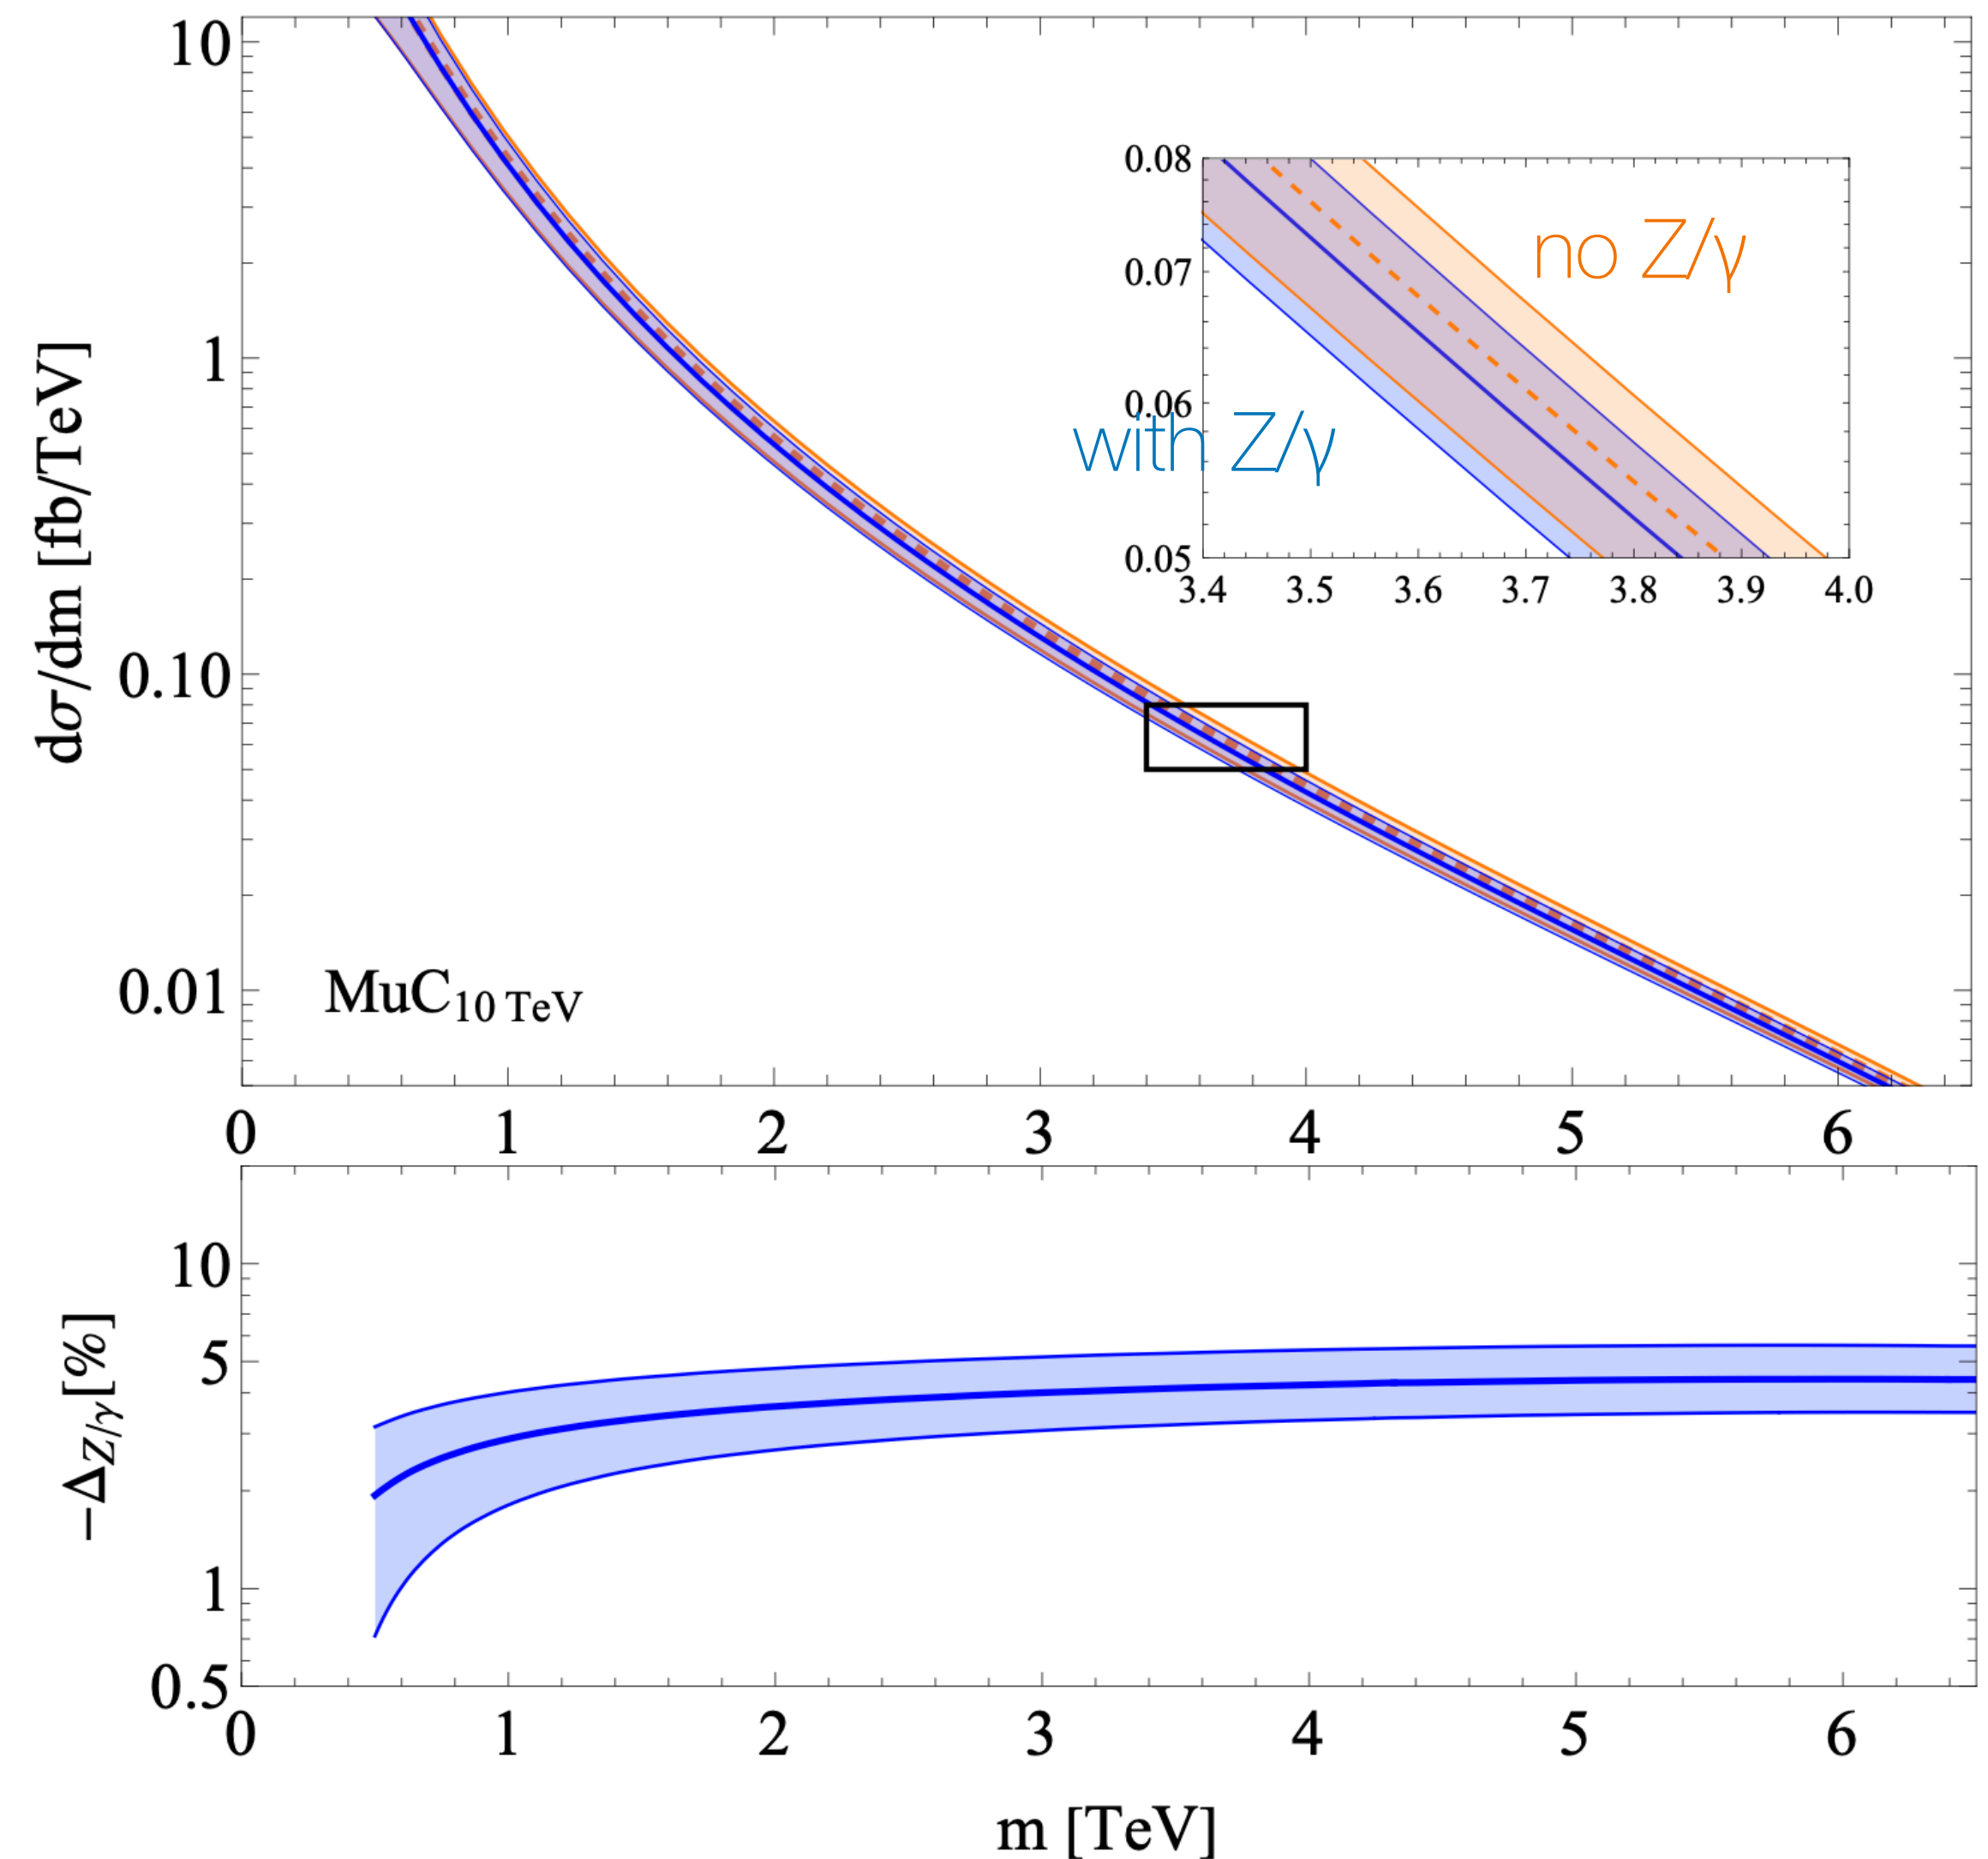 10
1
0.10
0.01
dσ/dm [fb/TeV]
MuC10 TeV
0.08
0.07
0.06
0.05
3.4 3.5 3.6 3.7 3.8 3.9 4.0
no Z/γ
with Z/γ
0 1 2 3 4 5 6
10
5
1
0.5
−ΔZ/γ[%]
0 1 2 3 4 5 6
m [TeV]